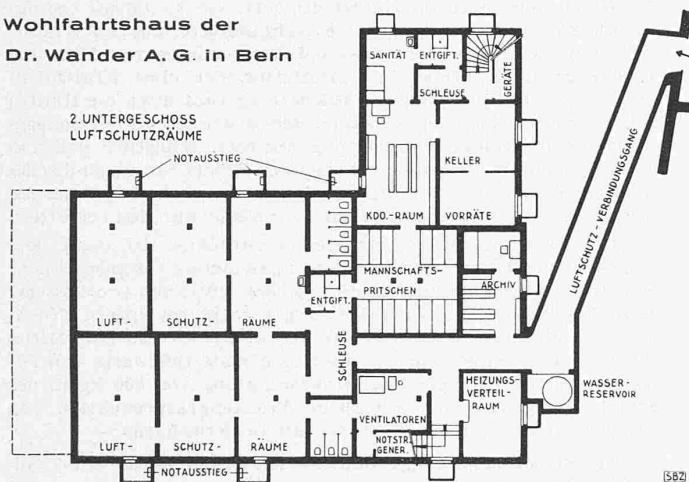 Wohlfahrtshaus der
Dr. Wander A. G. in Bern
2.UNTERGESCHOSS
LUFTSCHUTZRÄUME
NOTAUSSTIEG
SANITÄT
ENTGIFT.
SCHLEUSE
GERÄTE
KELLER
KDO.-RAUM
VORRÄTE
LUFTSCHUTZ-VERBINDUNGSGANG
MANNSCHAFTS-
PRITSCHEN
ARCHIV
ENTGIFT.
LUFT-
SCHUTZ-
RÄUME
SCHLEUSE
VENTILATOREN
HEIZUNGS-
VERTEIL-
RAUM
WASSER-
RESERVOIR
NOTSTR.
GENER.
LUFT-
SCHUTZ-
RÄUME
NOTAUSSTIEG
SBZ